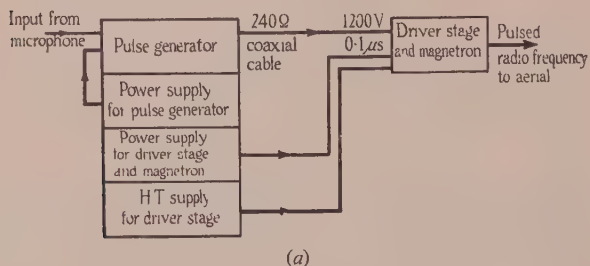 Input from
microphone
Pulse generator
240Ω
coaxial
cable
1200V
0·1μs
Driver stage
and magnetron
Pulsed
radio frequency
to aerial
Power supply
for pulse generator
Power supply
for driver stage
and magnetron
HT supply
for driver stage
(a)